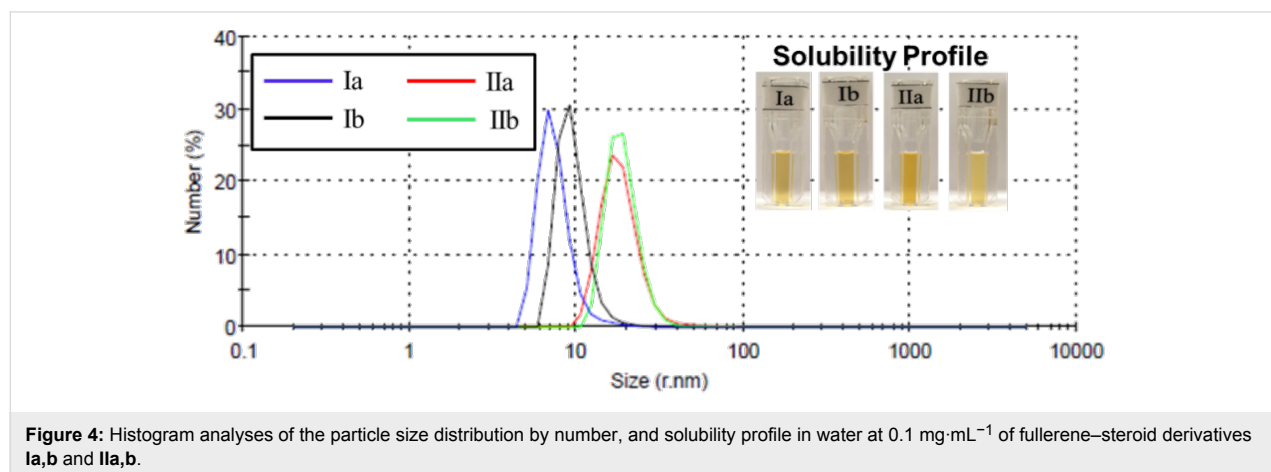 40
30
20
10
0
Number (%)
Ia
IIa
Ib
IIb
Solubility Profile
Ia
Ib
IIa
IIb
0.1
1
10
100
1000
10000
Size (r.nm)
Figure 4: Histogram analyses of the particle size distribution by number, and solubility profile in water at 0.1 mg·mL⁻¹ of fullerene–steroid derivatives
Ia,b and IIa,b.